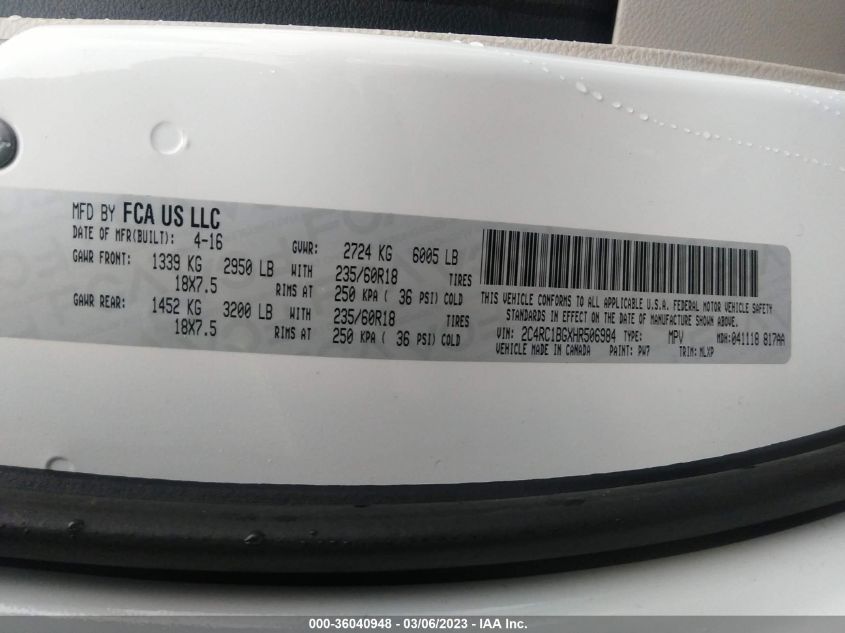 MFD BY FCA US LLC
DATE OF MFR(BUILT): 4-16 GVWR: 2724 KG 6005 LB
GAWR FRONT: 1339 KG 2950 LB WITH 235/60R18 TIRES
18X7.5 RIMS AT 250 KPA ( 36 PSI) COLD
GAWR REAR: 1452 KG 3200 LB WITH 235/60R18 TIRES
18X7.5 RIMS AT 250 KPA ( 36 PSI) COLD
THIS VEHICLE CONFORMS TO ALL APPLICABLE U.S.A. FEDERAL MOTOR VEHICLE SAFETY
STANDARDS IN EFFECT ON THE DATE OF MANUFACTURE SHOWN ABOVE.
VIN: 2C4RC1BGXHR506984 TYPE: MPV MDH: 041118 817AA
VEHICLE MADE IN CANADA PAINT: PW7 TRIM: MLXP
000-36040948 - 03/06/2023 - IAA Inc.